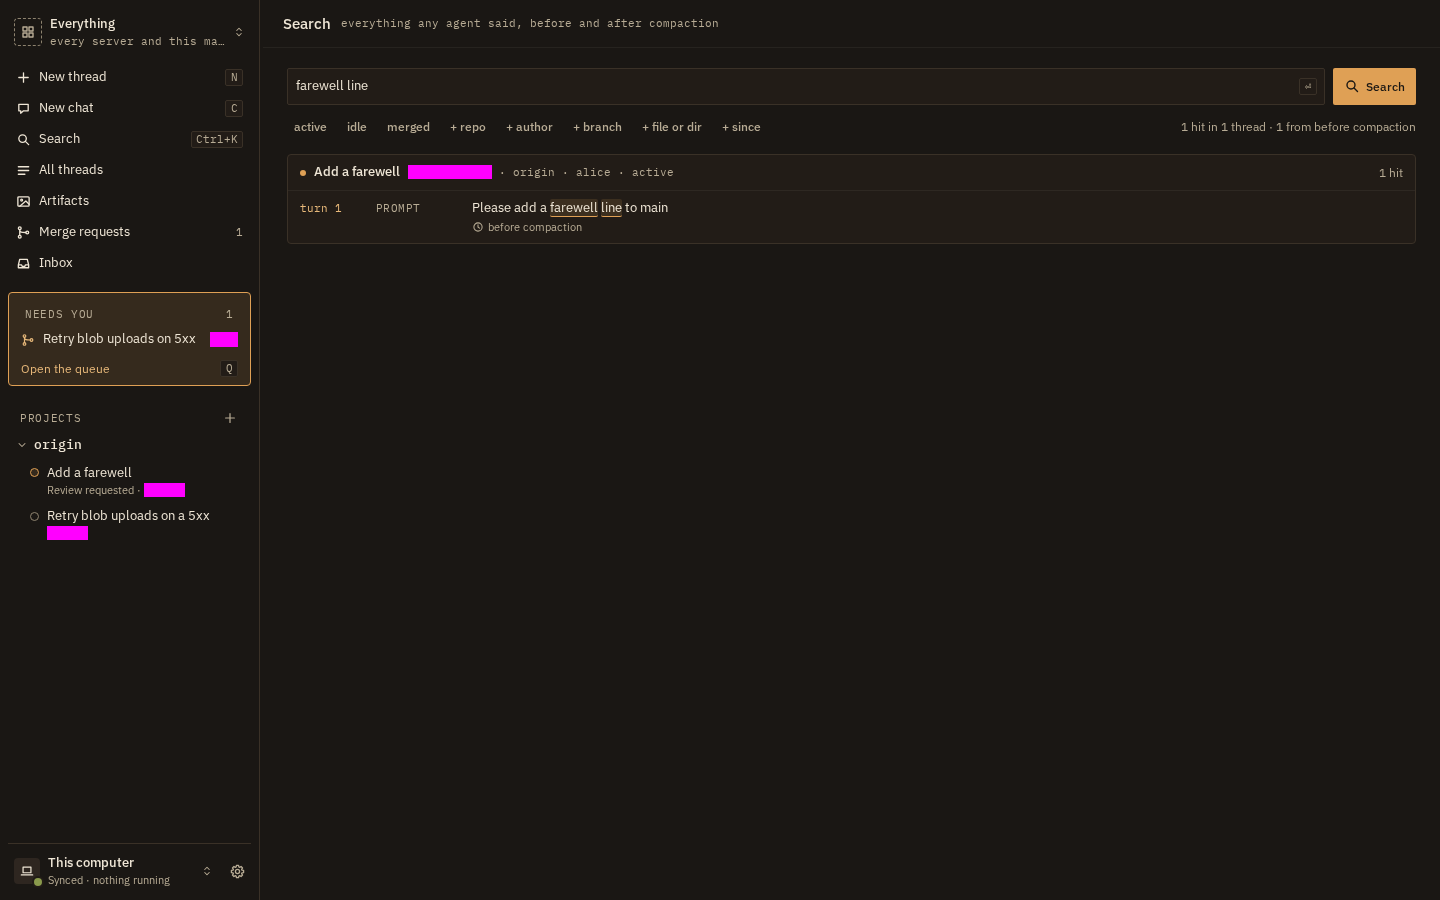 Everything
every server and this ma…
New thread N
New chat C
Search Ctrl+K
All threads
Artifacts
Merge requests 1
Inbox
NEEDS YOU 1
Retry blob uploads on 5xx
Open the queue Q
PROJECTS
origin
Add a farewell
Review requested ·
Retry blob uploads on a 5xx
This computer
Synced · nothing running
Search everything any agent said, before and after compaction
farewell line
Search
active idle merged + repo + author + branch + file or dir + since
1 hit in 1 thread · 1 from before compaction
Add a farewell · origin · alice · active 1 hit
turn 1 PROMPT Please add a farewell line to main
before compaction